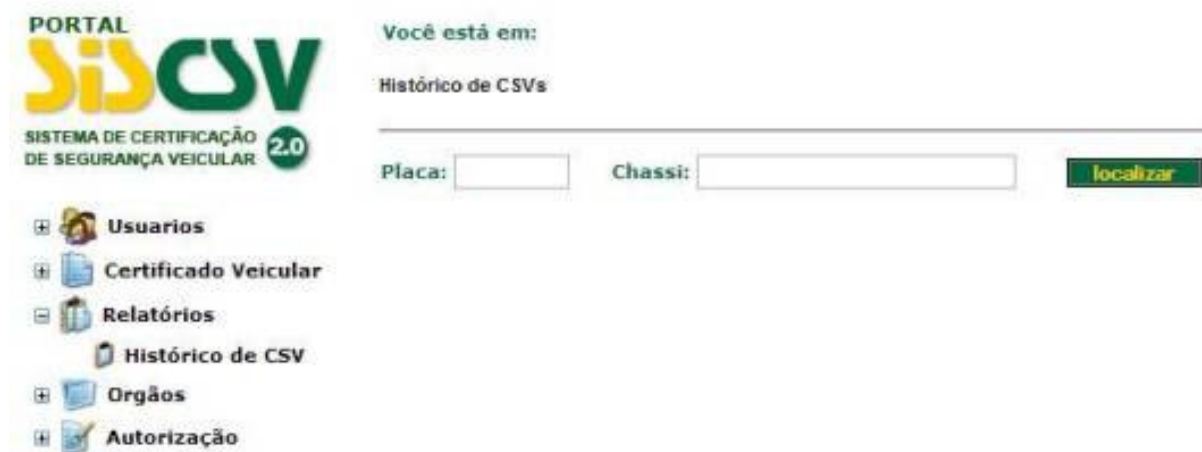 PORTAL
SiSCSV
SISTEMA DE CERTIFICAÇÃO
DE SEGURANÇA VEICULAR 2.0
Você está em:
Histórico de CSVs
Placa: Chassi: localizar
Usuarios
Certificado Veicular
Relatórios
Histórico de CSV
Orgãos
Autorização